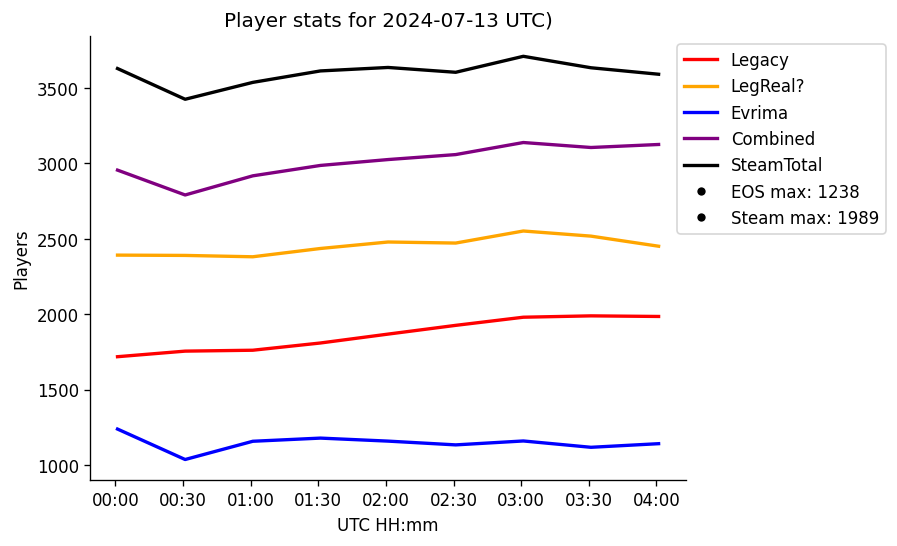 Player stats for 2024-07-13 UTC)
Legacy
LegReal?
Evrima
Combined
SteamTotal
EOS max: 1238
Steam max: 1989
Players
3500
3000
2500
2000
1500
1000
00:00 00:30 01:00 01:30 02:00 02:30 03:00 03:30 04:00
UTC HH:mm